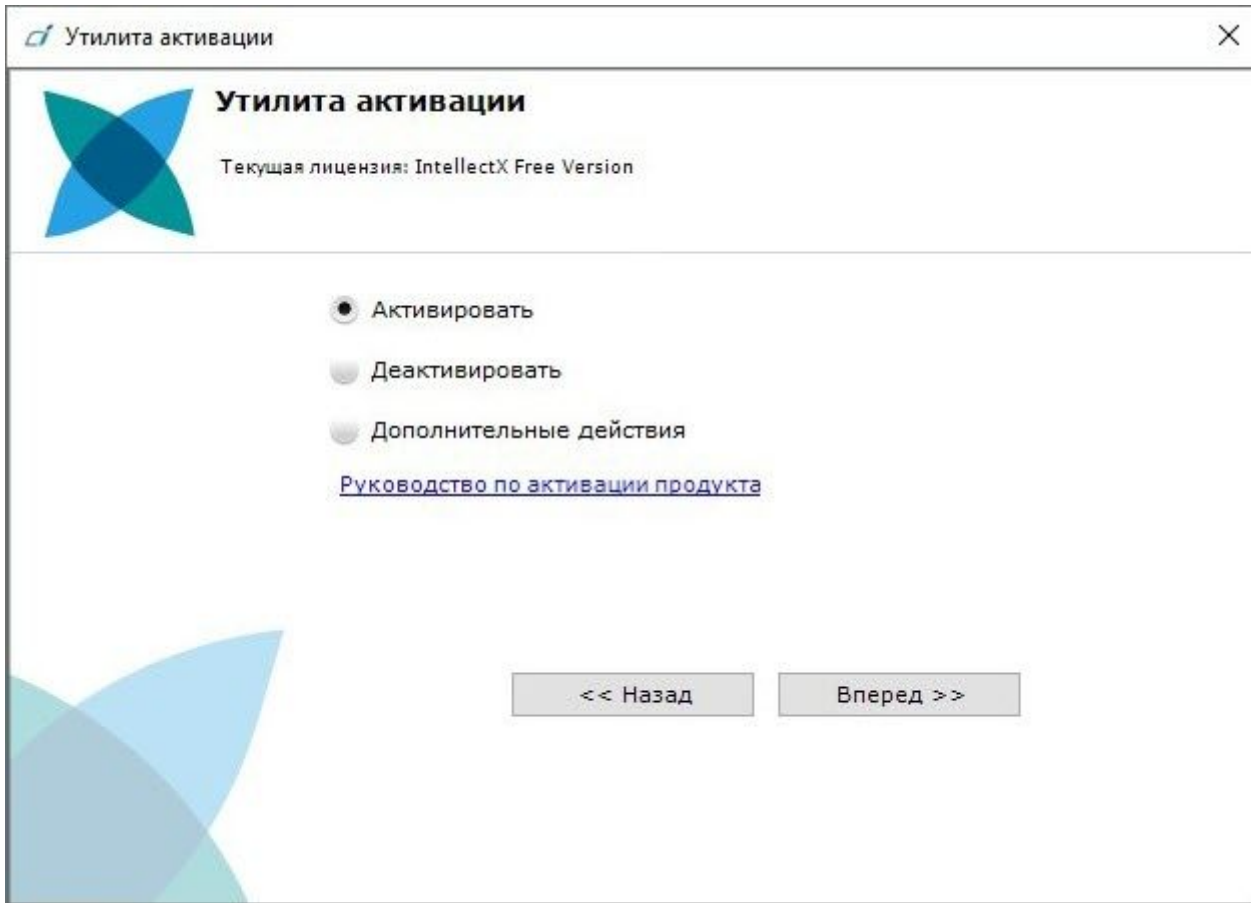 Утилита активации
Утилита активации
Текущая лицензия: IntellectX Free Version
Активировать
Деактивировать
Дополнительные действия
Руководство по активации продукта
<< Назад
Вперед >>